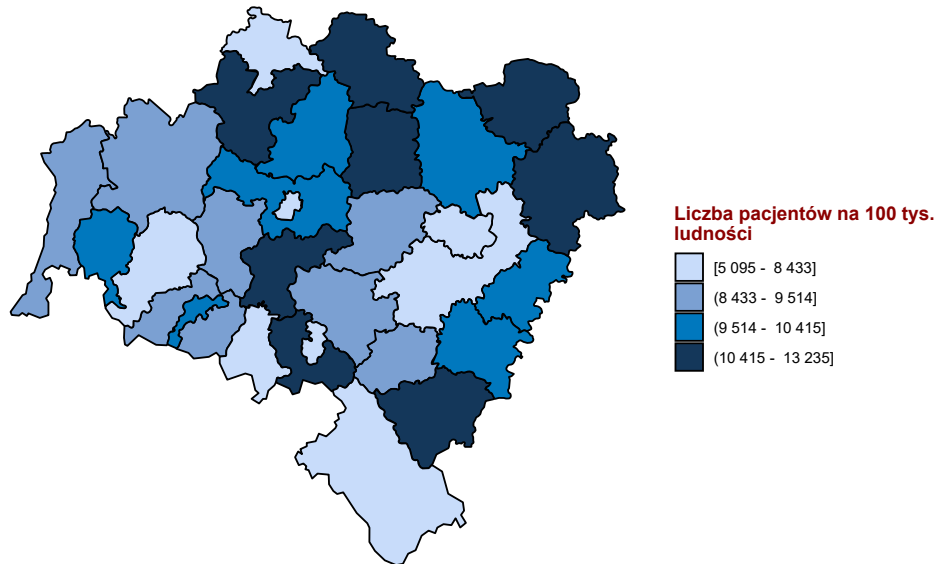 Liczba pacjentów na 100 tys.
ludności
[5 095 - 8 433]
(8 433 - 9 514]
(9 514 - 10 415]
(10 415 - 13 235]